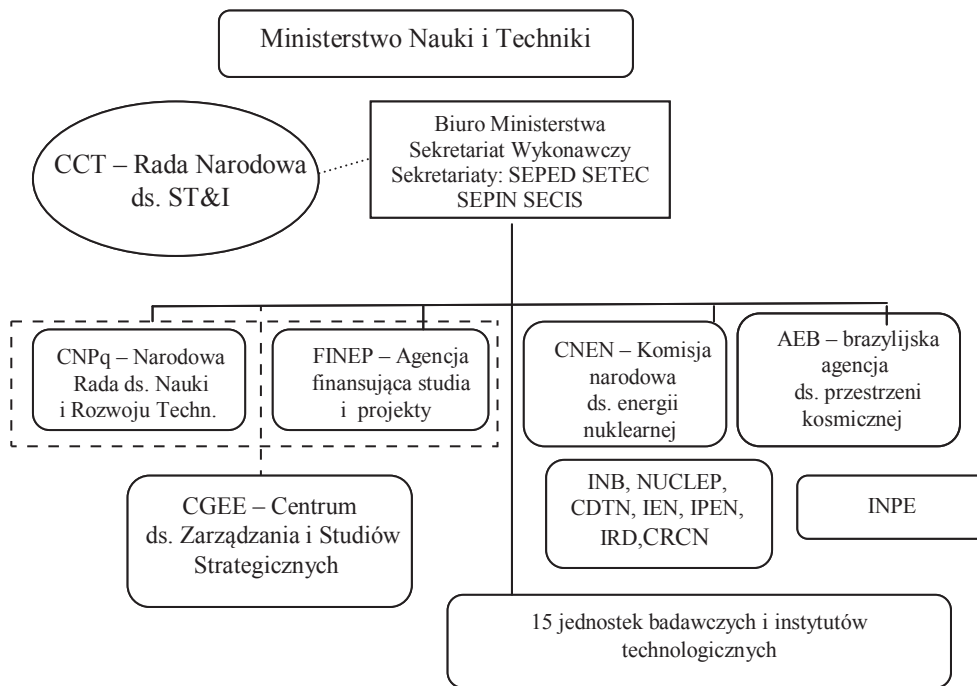 Ministerstwo Nauki i Techniki
CCT – Rada Narodowa
ds. ST&I
Biuro Ministerstwa
Sekretariat Wykonawczy
Sekretariaty: SEPED SETEC
SEPIN SECIS
CNPq – Narodowa
Rada ds. Nauki
i Rozwoju Techn.
FINEP – Agencja
finansująca studia
i projekty
CNEN – Komisja
narodowa
ds. energii
nuklearnej
AEB – brazylijska
agencja
ds. przestrzeni
kosmicznej
CGEE – Centrum
ds. Zarządzania i Studiów
Strategicznych
INB, NUCLEP,
CDTN, IEN, IPEN,
IRD,CRCN
INPE
15 jednostek badawczych i instytutów
technologicznych